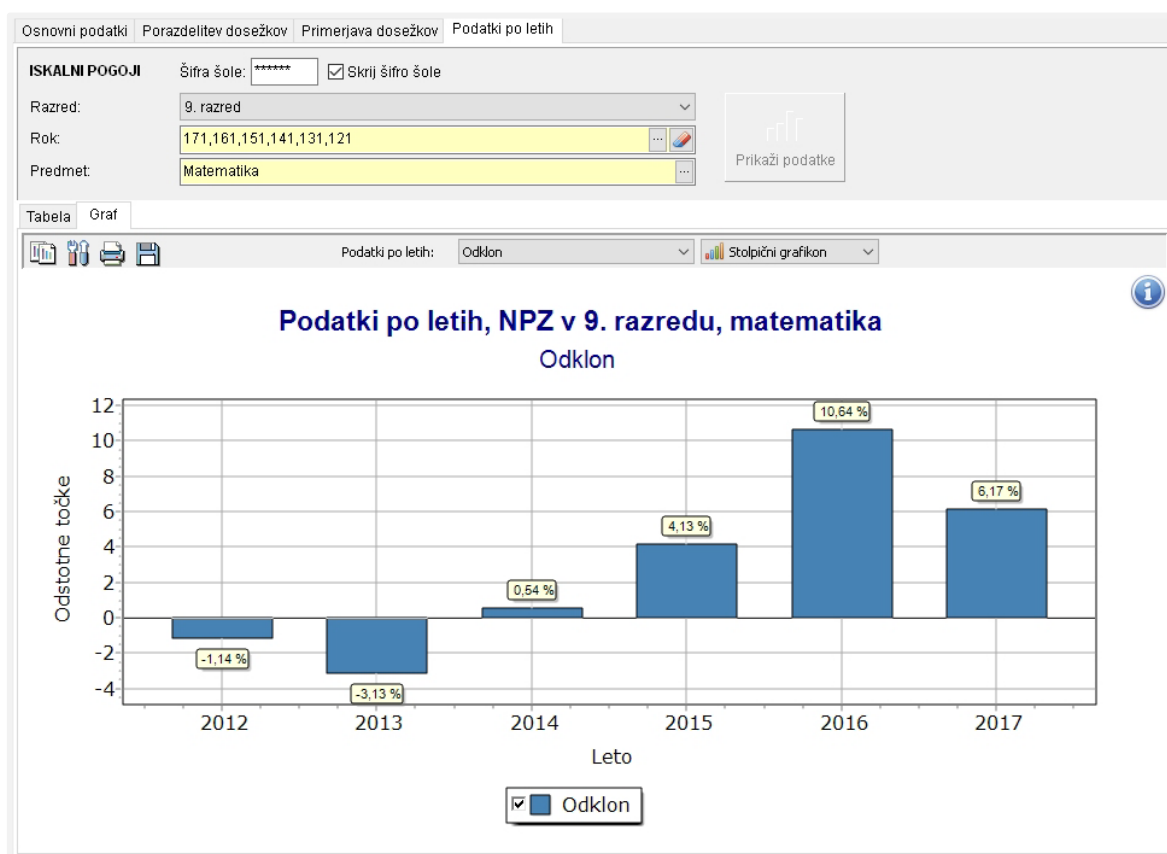 Osnovni podatki Porazdelitev dosežkov Primerjava dosežkov Podatki po letih
ISKALNI POGOJI Šifra šole: ****** Skrij šifro šole
Razred: 9. razred
Rok: 171,161,151,141,131,121 ...
Prikaži podatke
Predmet: Matematika ...
Tabela Graf
Podatki po letih: Odklon Stolpični grafikon
Podatki po letih, NPZ v 9. razredu, matematika
Odklon
Odstotne točke
12
10
8
6
4
2
0
-2
-4
-1,14 %
-3,13 %
0,54 %
4,13 %
10,64 %
6,17 %
2012 2013 2014 2015 2016 2017
Leto
Odklon